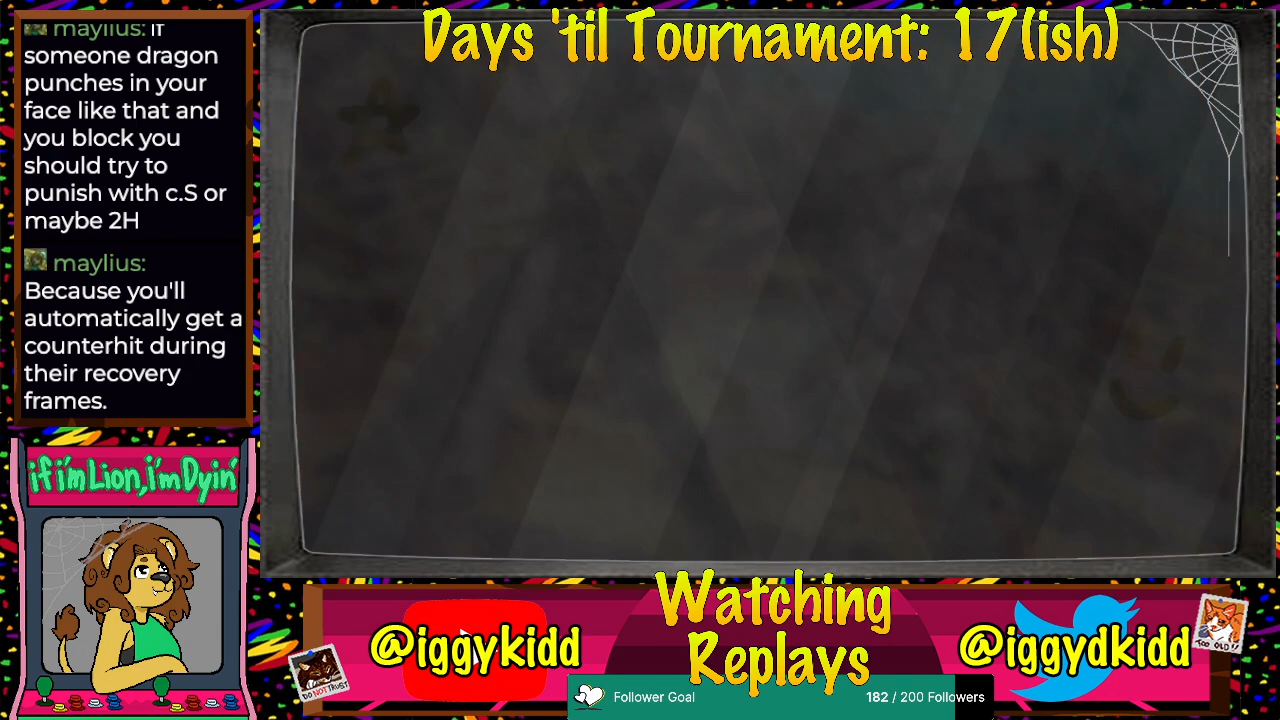 Days 'til Tournament: 17(ish)
maylius: If
someone dragon
punches in your
face like that and
you block you
should try to
punish with c.S or
maybe 2H
maylius:
Because you'll
automatically get a
counterhit during
their recovery
frames.
if i'm Lion, i'm Dyin'
DO NOT TRUST
@iggykidd
Watching
Replays
@iggydkidd
TOO OLD!!
Follower Goal
182 / 200 Followers